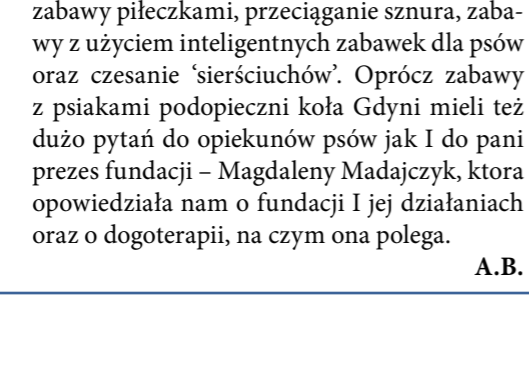 zabawy piłeczkami, przeciąganie sznura, zaba-
wy z użyciem inteligentnych zabawek dla psów
oraz czesanie ‘sierściuchów’. Oprócz zabawy
z psiakami podopieczni koła Gdyni mieli też
dużo pytań do opiekunów psów jak I do pani
prezes fundacji – Magdaleny Madajczyk, ktora
opowiedziała nam o fundacji I jej działaniach
oraz o dogoterapii, na czym ona polega.
A.B.